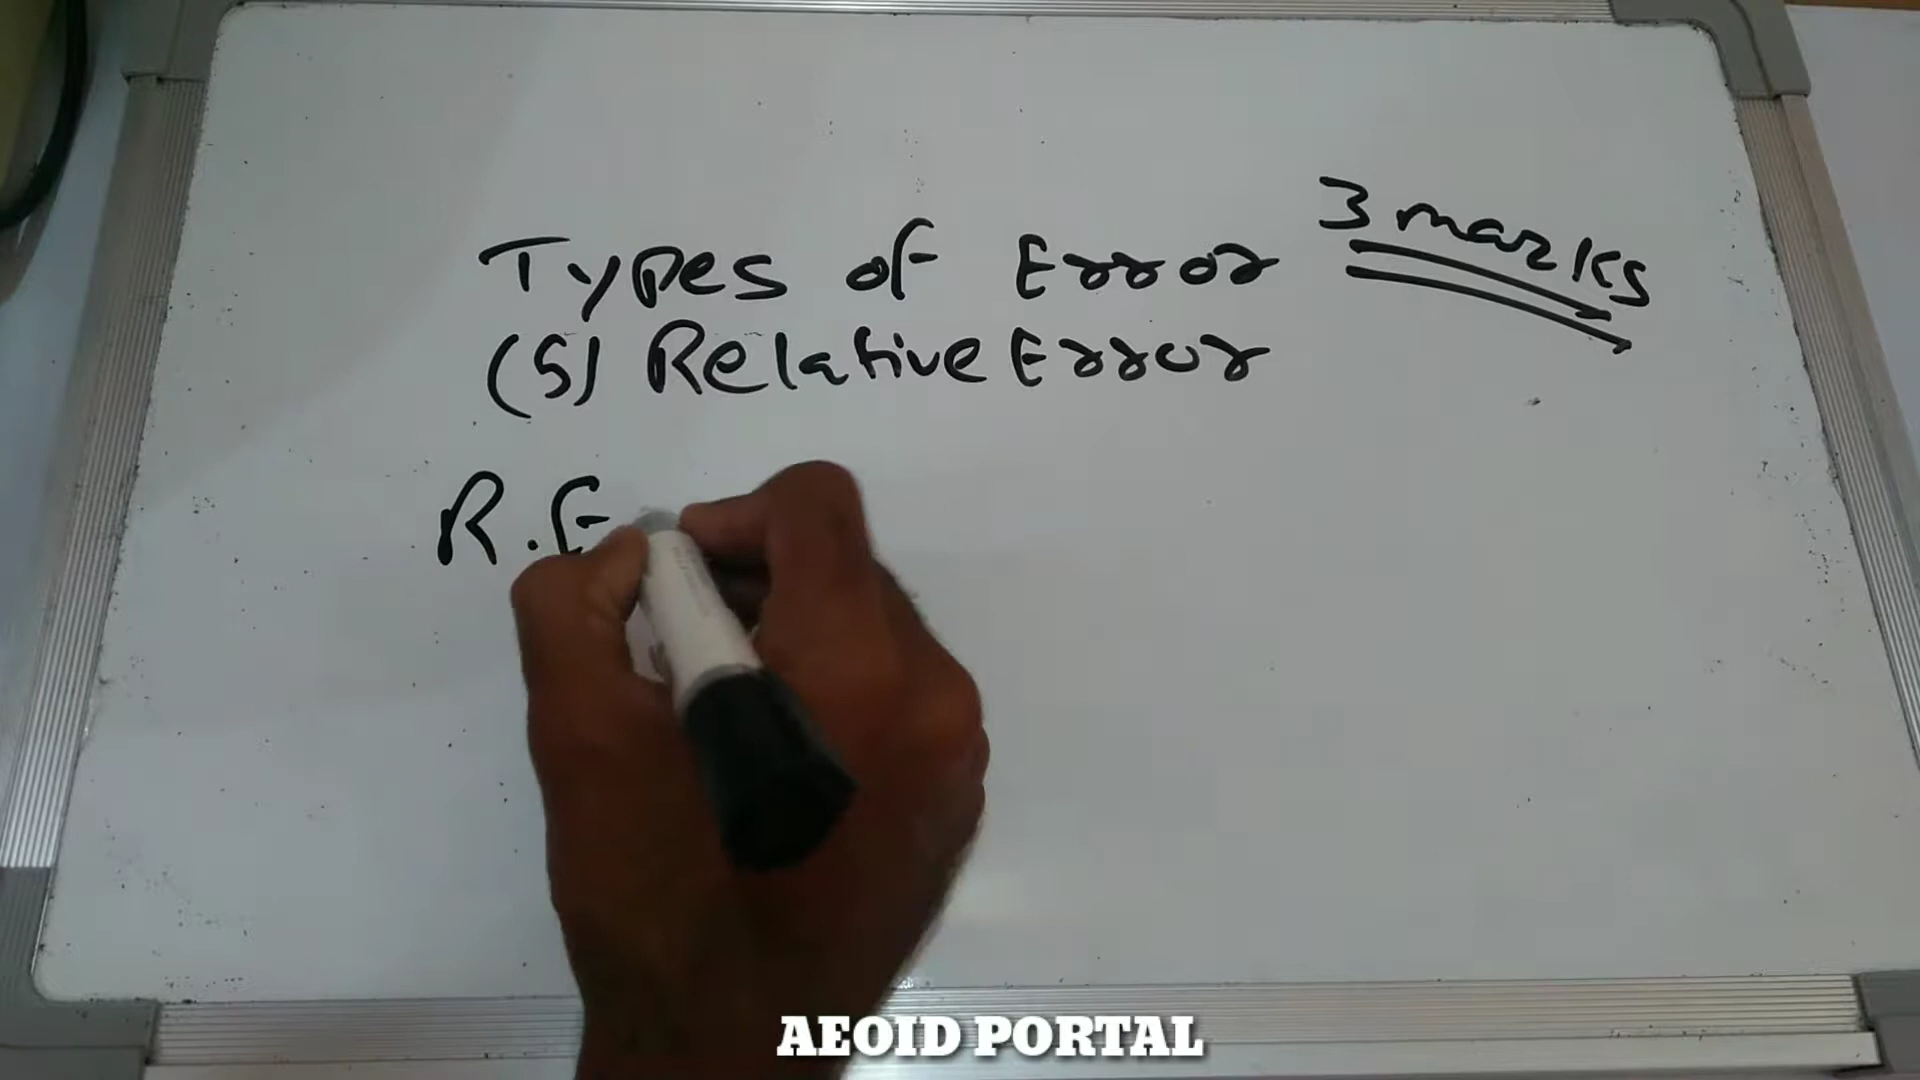 Types of Error 3 marks
(5) Relative Error
R.E
AEOID PORTAL